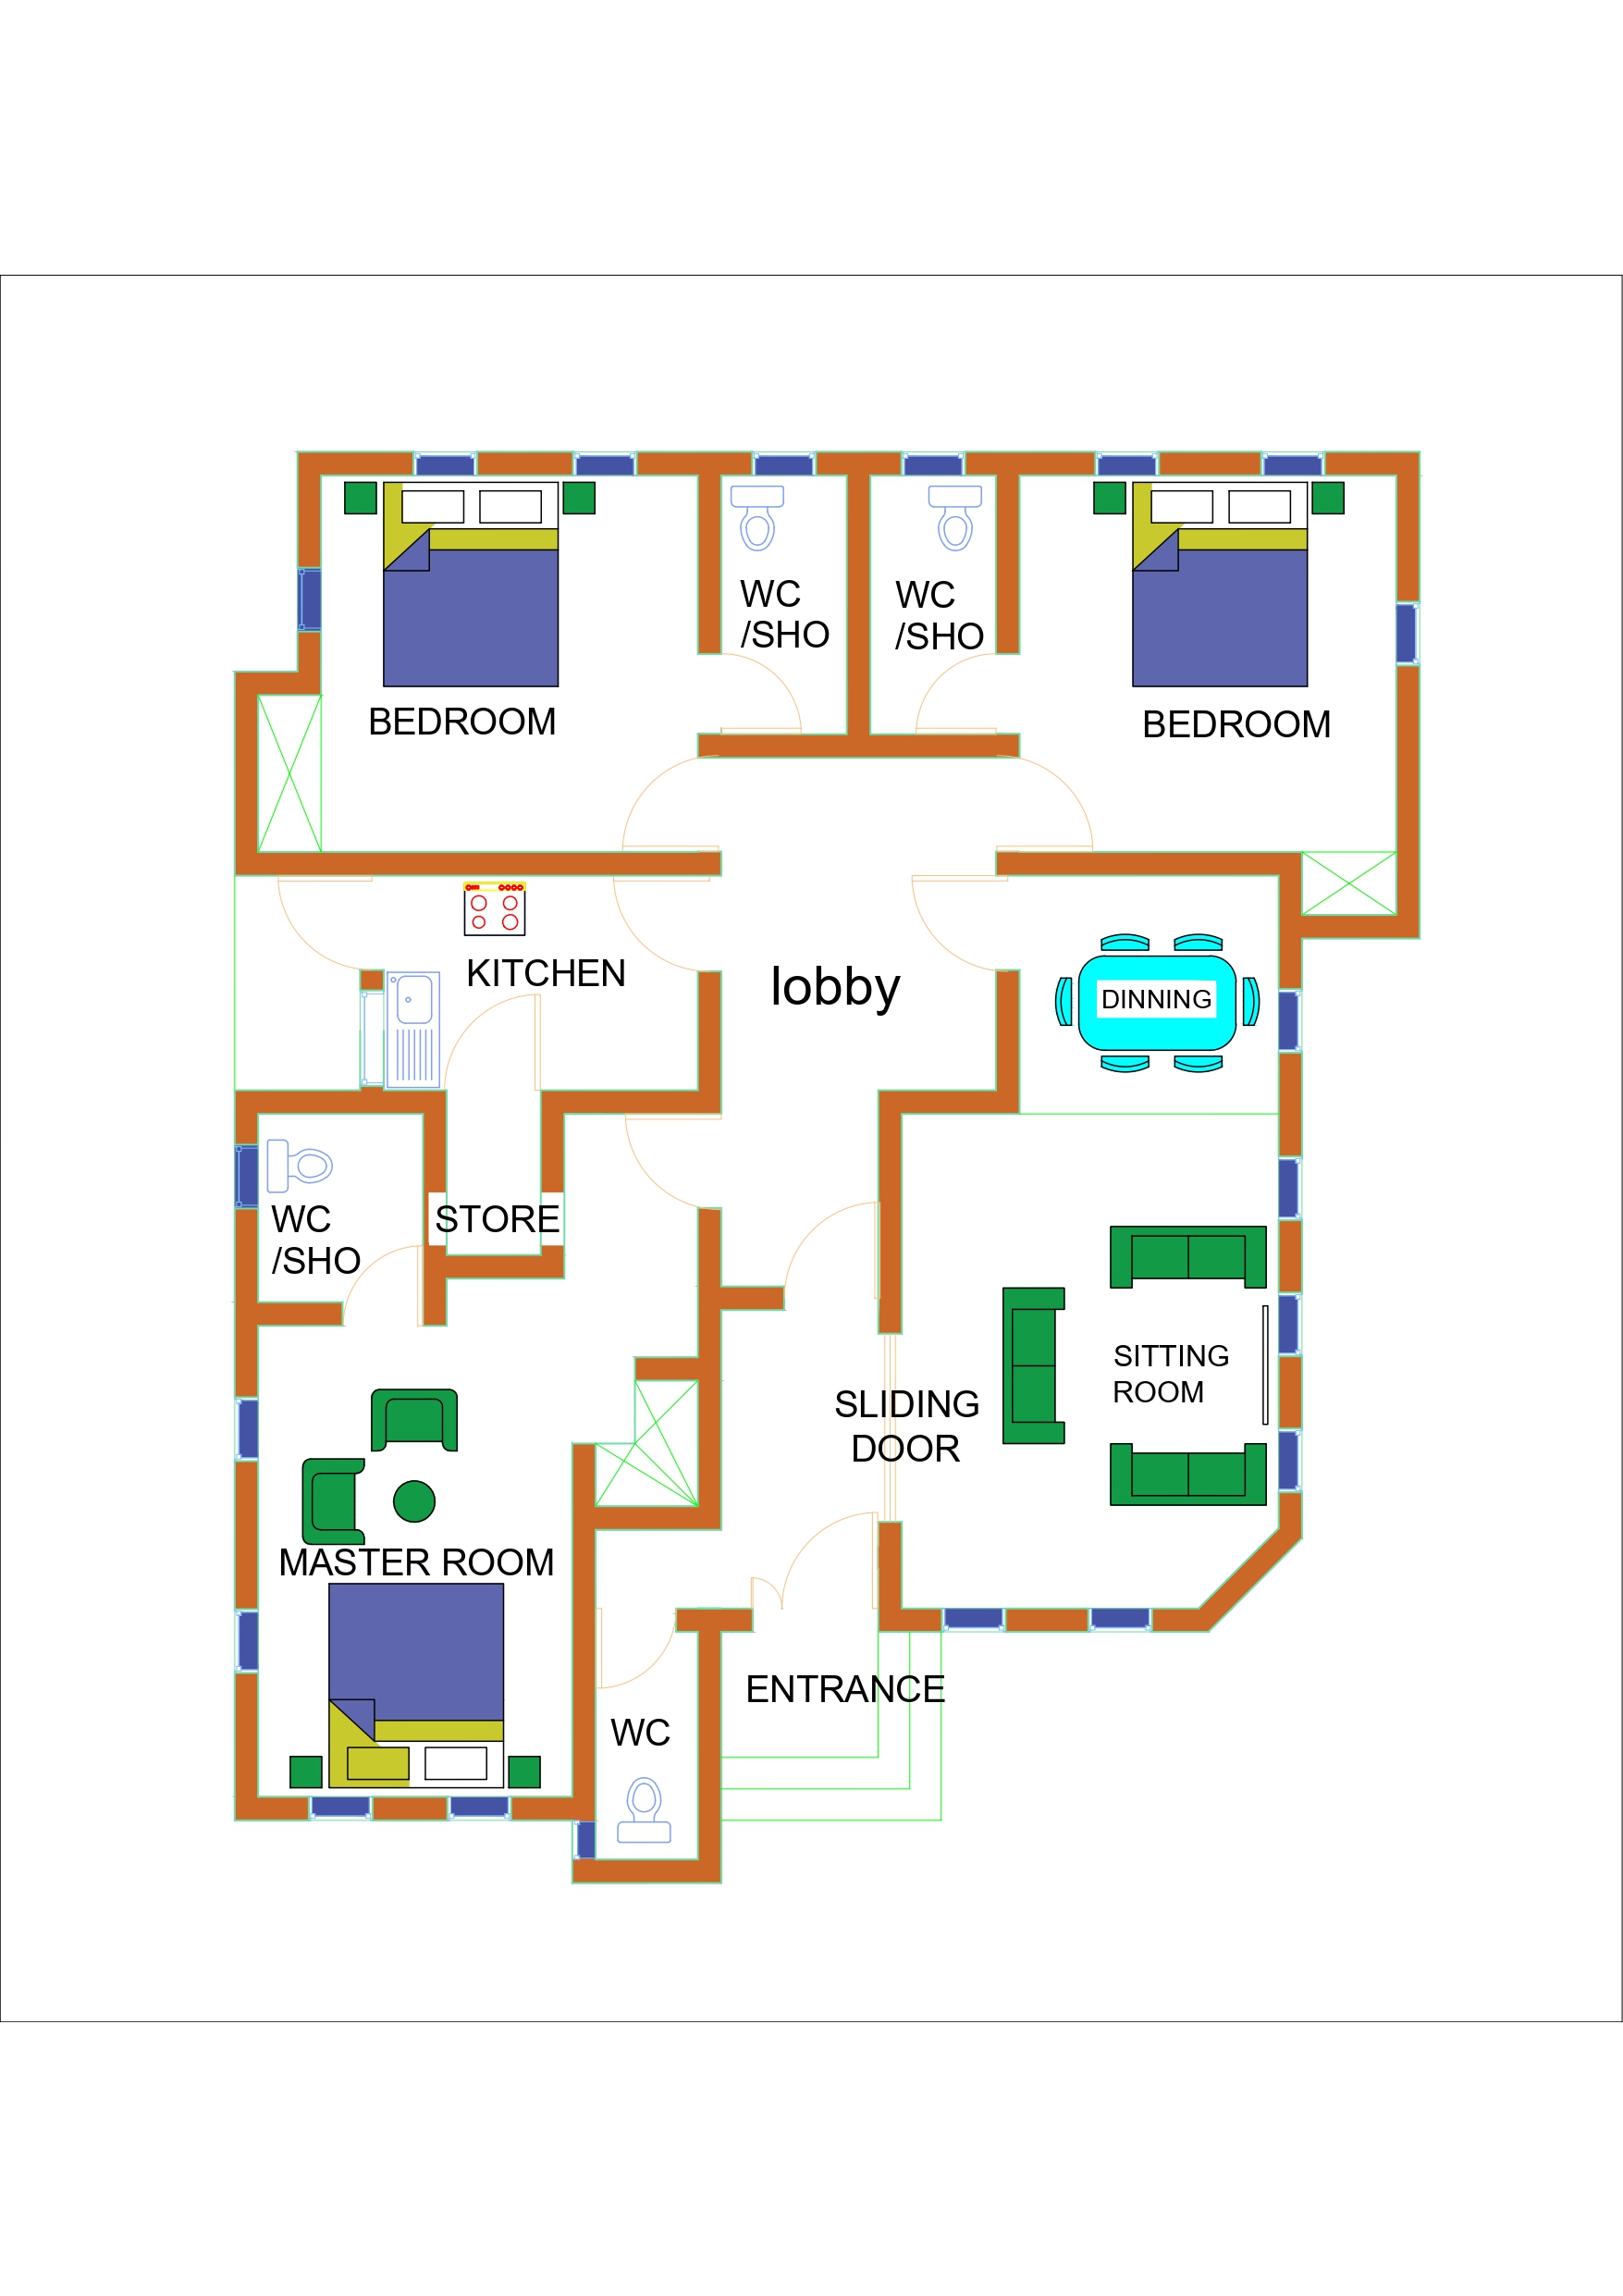 WC
/SHO
WC
/SHO
BEDROOM
BEDROOM
KITCHEN
lobby
DINNING
WC
/SHO
STORE
SITTING
ROOM
SLIDING
DOOR
MASTER ROOM
ENTRANCE
WC